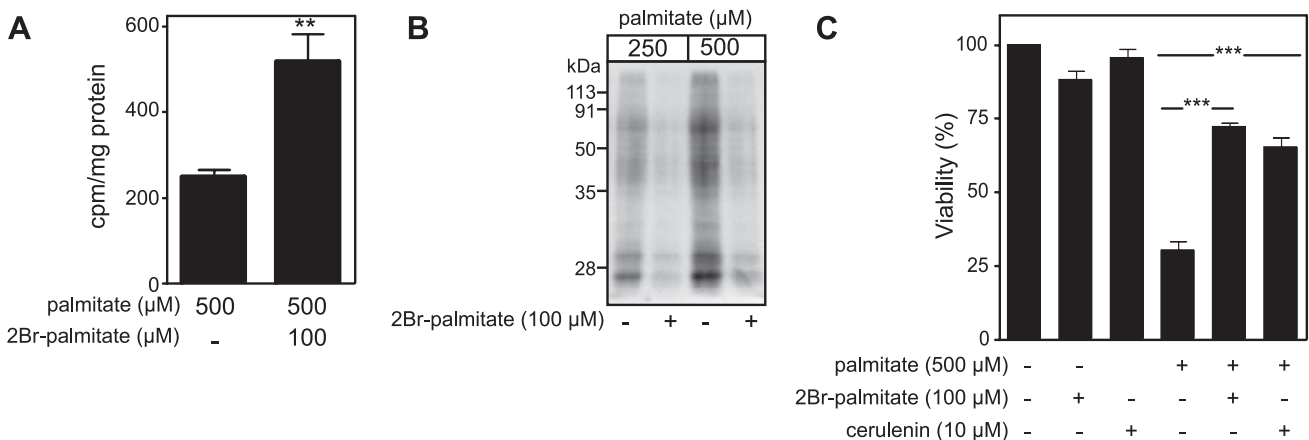 A
cpm/mg protein
600
400
200
0
**
palmitate (µM) 500 500
2Br-palmitate (µM) - 100
B
palmitate (µM)
250 500
kDa
113
91
50
35
28
2Br-palmitate (100 µM) - + - +
C
Viability (%)
100
75
50
25
0
***
***
palmitate (500 µM) - - + + +
2Br-palmitate (100 µM) - + - - + -
cerulenin (10 µM) - - + - - +